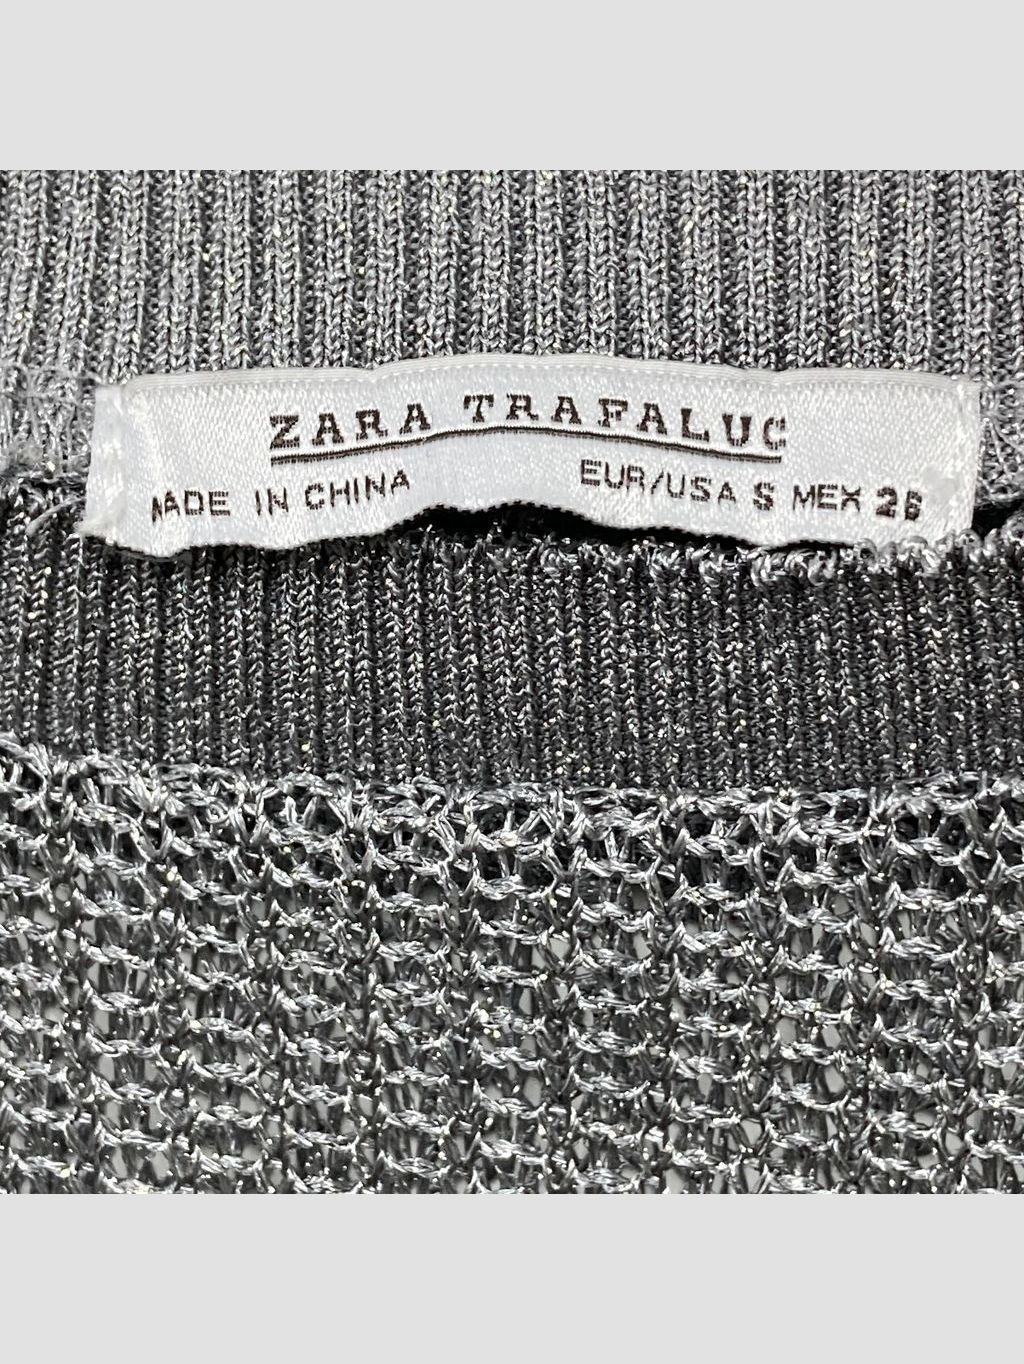 ZARA TRAFALUC
MADE IN CHINA EUR/USA S MEX 26